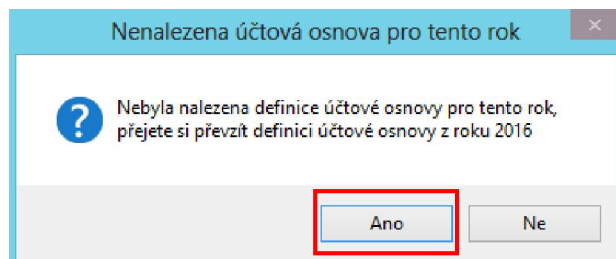 Nenalezena účtová osnova pro tento rok
Nebyla nalezena definice účtové osnovy pro tento rok,
přejete si převzít definici účtové osnovy z roku 2016
Ano
Ne